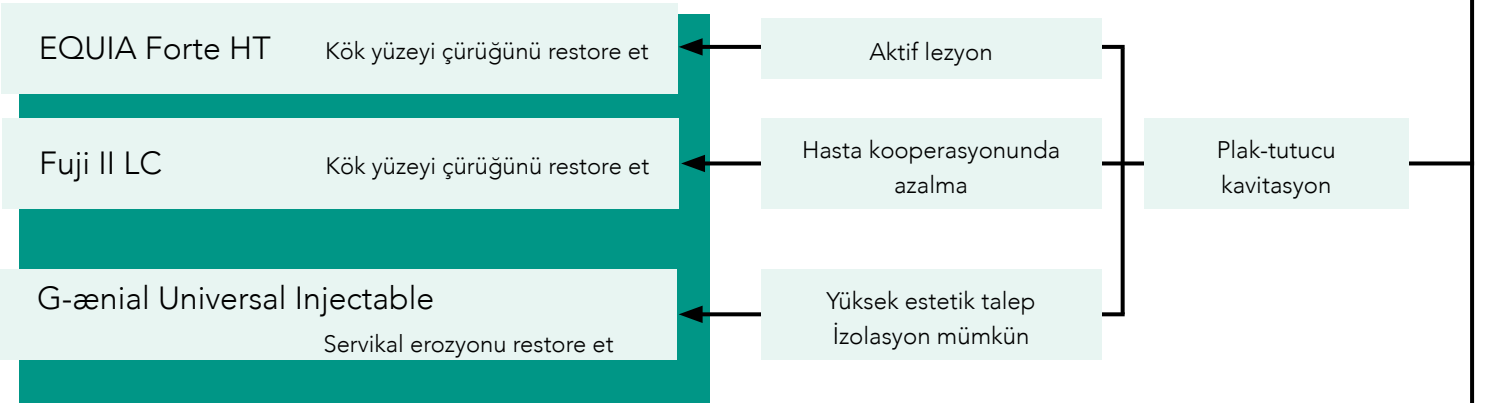 EQUIA Forte HT Kök yüzeyi çürüğünü restore et
Aktif lezyon
Fuji II LC Kök yüzeyi çürüğünü restore et
Hasta kooperasyonunda
azalma
Plak-tutucu
kavitasyon
G-ænial Universal Injectable
Servikal erozyonu restore et
Yüksek estetik talep
İzolasyon mümkün